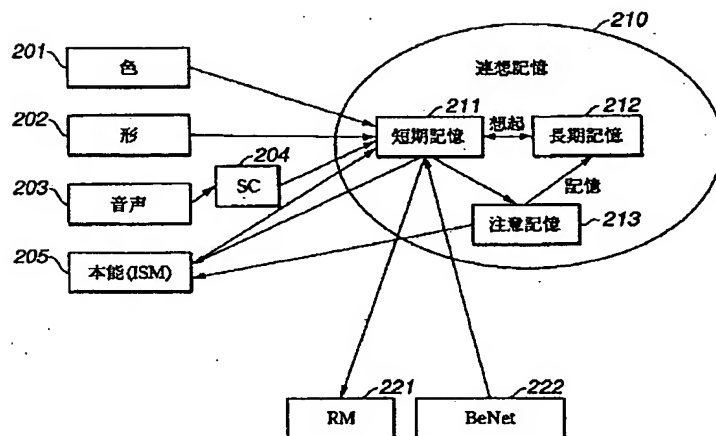 210
201
色
連想記憶
211
212
202
形
短期記憶
想起
長期記憶
204
203
音声
SC
記憶
注意記憶
213
205
本能(ISM)
221
222
RM
BeNet